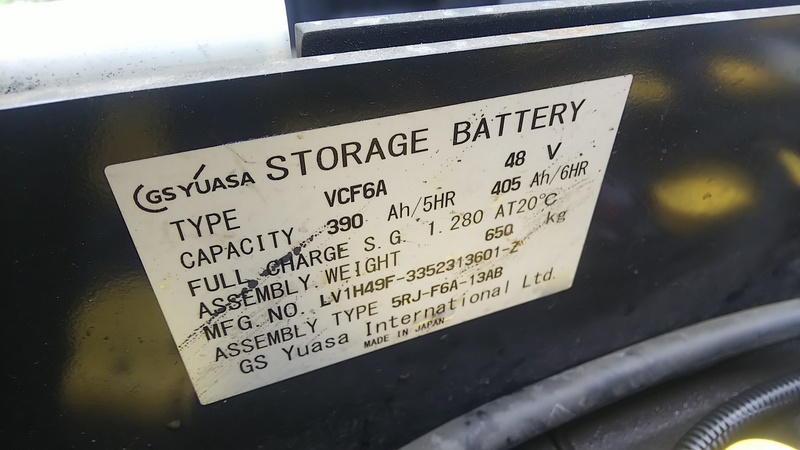 GS YUASA STORAGE BATTERY
TYPE VCF6A 48 V
CAPACITY 390 Ah/5HR 405 Ah/6HR
FULL CHARGE S.G. 1.280 AT20℃
ASSEMBLY WEIGHT 650 kg
MFG.NO. LV1H49F-3352313601-Z
ASSEMBLY TYPE 5RJ-F6A-13AB
GS Yuasa International Ltd.
MADE IN JAPAN